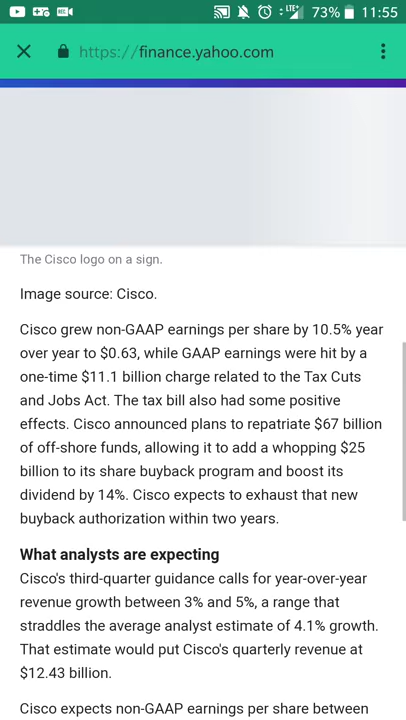 73% 11:55
https://finance.yahoo.com
The Cisco logo on a sign.
Image source: Cisco.
Cisco grew non-GAAP earnings per share by 10.5% year
over year to $0.63, while GAAP earnings were hit by a
one-time $11.1 billion charge related to the Tax Cuts
and Jobs Act. The tax bill also had some positive
effects. Cisco announced plans to repatriate $67 billion
of off-shore funds, allowing it to add a whopping $25
billion to its share buyback program and boost its
dividend by 14%. Cisco expects to exhaust that new
buyback authorization within two years.
What analysts are expecting
Cisco's third-quarter guidance calls for year-over-year
revenue growth between 3% and 5%, a range that
straddles the average analyst estimate of 4.1% growth.
That estimate would put Cisco's quarterly revenue at
$12.43 billion.
Cisco expects non-GAAP earnings per share between